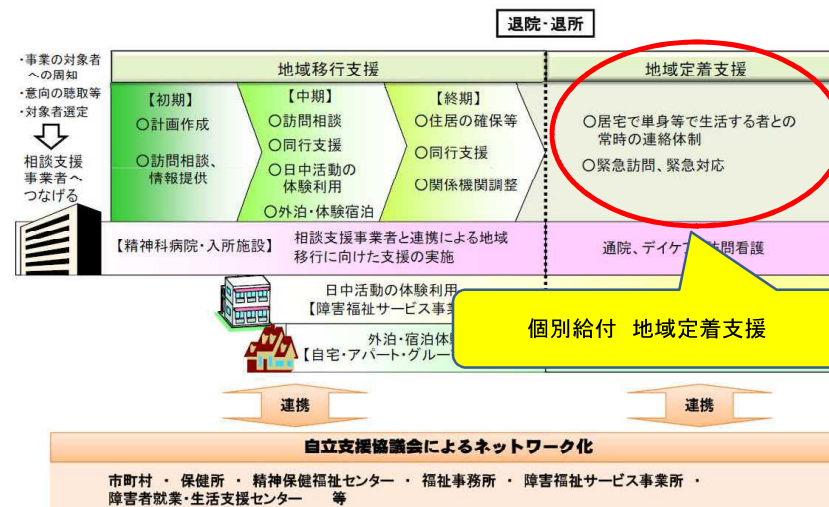 退院・退所
・事業の対象者
への周知
・意向の聴取等
・対象者選定
相談支援
事業者へ
つなげる
地域移行支援
地域定着支援
【初期】
〇計画作成
〇訪問相談、
情報提供
【中期】
〇訪問相談
〇同行支援
〇日中活動の
体験利用
〇外泊・体験宿泊
【終期】
〇住居の確保等
〇同行支援
〇関係機関調整
〇居宅で単身等で生活する者との
常時の連絡体制
〇緊急訪問、緊急対応
【精神科病院・入所施設】
相談支援事業者と連携による地域
移行に向けた支援の実施
通院、デイケア 訪問看護
日中活動の体験利用
【障害福祉サービス事業
外泊・宿泊体
【自宅・アパート・グルー
個別給付 地域定着支援
連携
連携
自立支援協議会によるネットワーク化
市町村 ・ 保健所 ・ 精神保健福祉センター ・ 福祉事務所 ・ 障害福祉サービス事業所 ・
障害者就業・生活支援センター 等